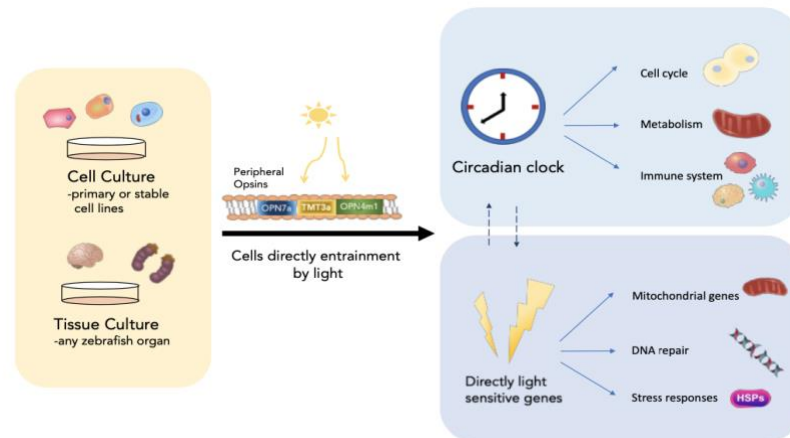 Cell Culture
-primary or stable
cell lines
Tissue Culture
-any zebrafish organ
Peripheral
Opsins
OPN7a
TMT3a
OPN4m1
Cells directly entrainment
by light
Circadian clock
Cell cycle
Metabolism
Immune system
Directly light
sensitive genes
Mitochondrial genes
DNA repair
Stress responses
HSPs